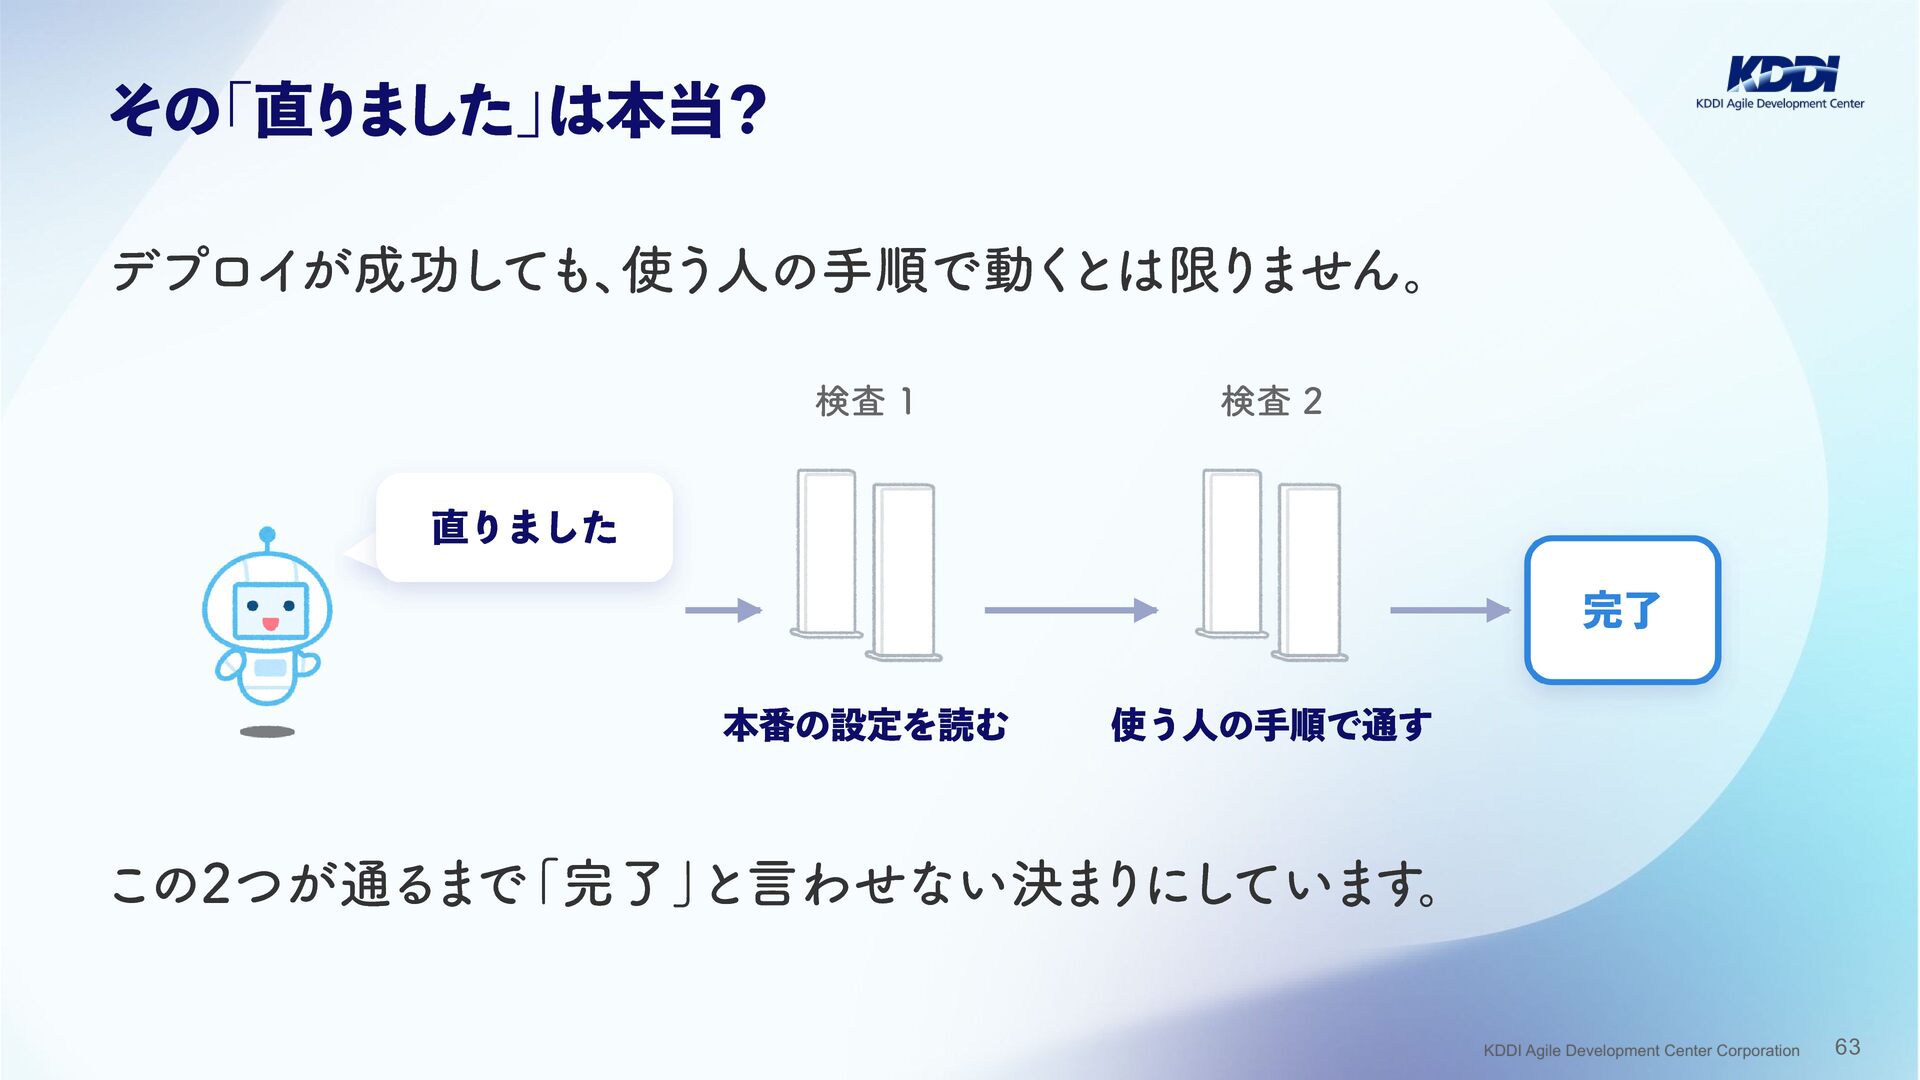 その「直りました」は本当？
KDDI
KDDI Agile Development Center
デプロイが成功しても、使う人の手順で動くとは限りません。
検査 1
検査 2
直りました
完了
本番の設定を読む
使う人の手順で通す
この2つが通るまで「完了」と言わせない決まりにしています。
KDDI Agile Development Center Corporation
63